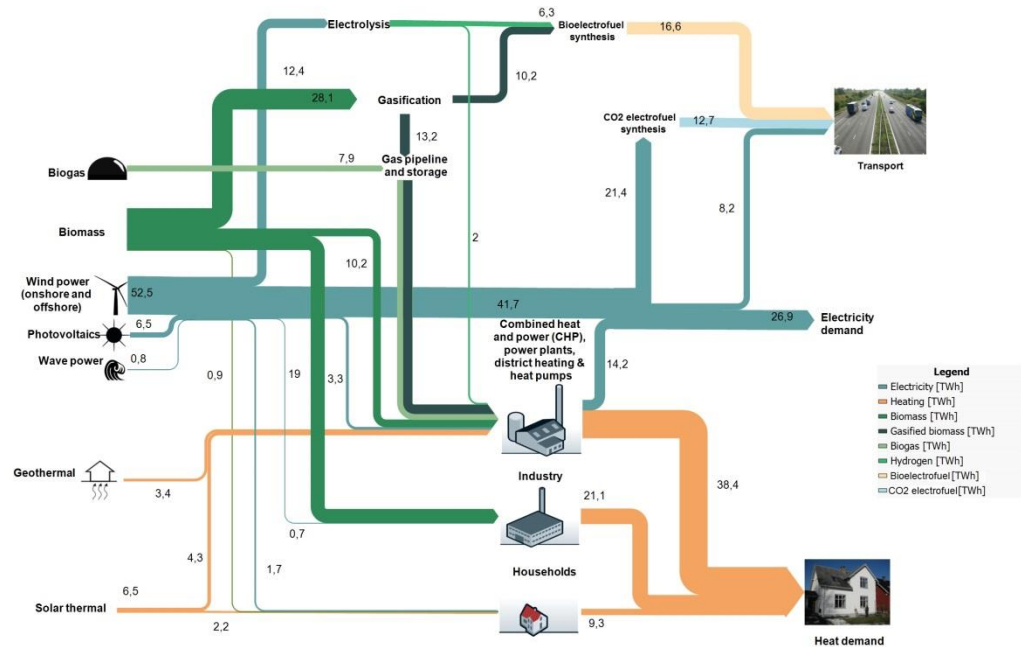 Electrolysis
6,3
Bioelectrofuel
synthesis
16,6
12,4
10,2
28,1
Gasification
13,2
CO2 electrofuel
synthesis
12,7
Transport
Biogas
7,9
Gas pipeline
and storage
21,4
8,2
Biomass
10,2
2
Wind power
(onshore and
offshore)
52,5
41,7
26,9
Electricity
demand
Photovoltaics
6,5
Wave power
0,8
0,9
19
3,3
Combined heat
and power (CHP),
power plants,
district heating &
heat pumps
14,2
Legend
Electricity [TWh]
Heating [TWh]
Biomass [TWh]
Gasified biomass [TWh]
Biogas [TWh]
Hydrogen [TWh]
Bioelectrofuel [TWh]
CO2 electrofuel[TWh]
Geothermal
3,4
Industry
21,1
38,4
0,7
4,3
1,7
Households
Solar thermal
6,5
2,2
9,3
Heat demand